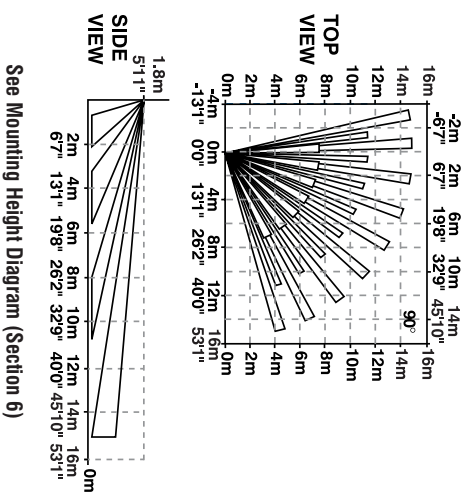 -2m 2m 6m 10m 14m
-6'7" 6'7" 19'8" 32'9" 45'10"
16m 16m
14m 90° 14m
12m 12m
10m 10m
TOP 8m 8m
VIEW 6m 6m
4m 4m
2m 2m
0m 0m
-4m 0m 4m 8m 12m 16m
-13'1" 0'0" 13'1" 26'2" 40'0" 53'1"
1.8m
5'11"
SIDE
VIEW
0m
2m 4m 6m 8m 10m 12m 14m 16m
6'7" 13'1" 19'8" 26'2" 32'9" 40'0" 45'10" 53'1"
See Mounting Height Diagram (Section 6)